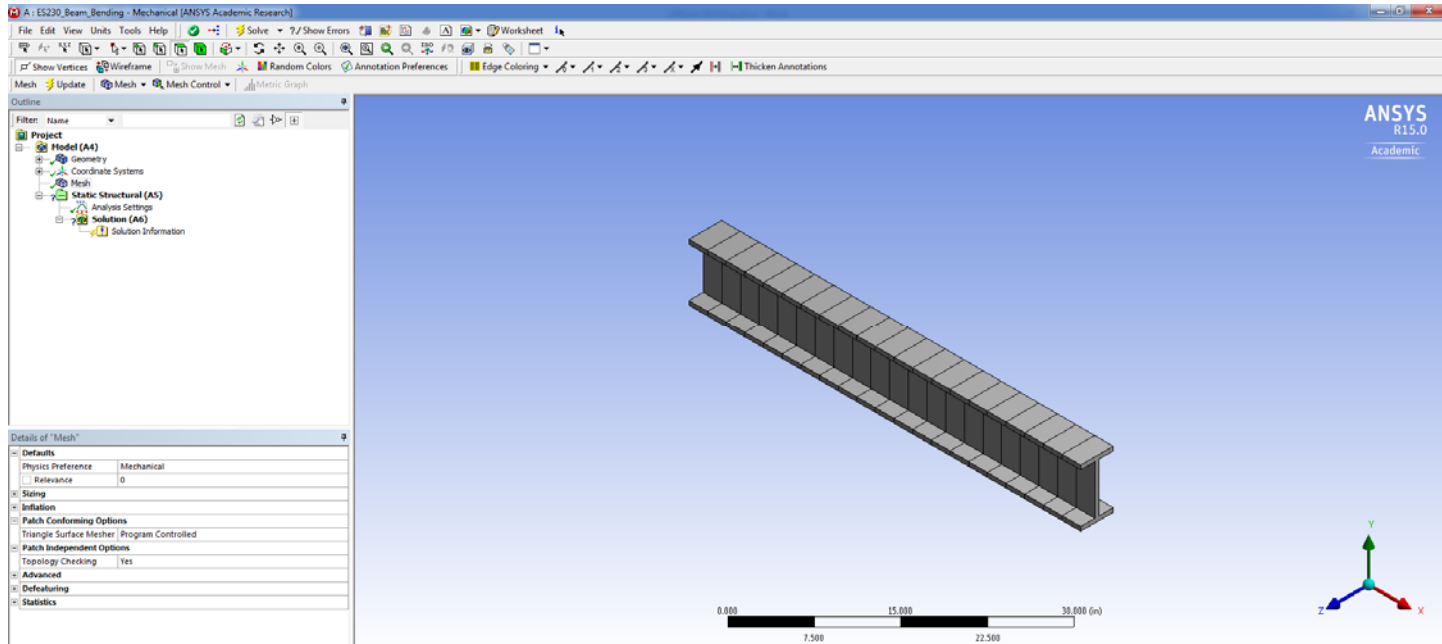 A : ES230_Beam_Bending - Mechanical [ANSYS Academic Research]
File Edit View Units Tools Help Solve ?/ Show Errors Worksheet
Show Vertices Wireframe Show Mesh Random Colors Annotation Preferences Edge Coloring Thicken Annotations
Mesh Update Mesh Mesh Control Metric Graph
Outline
Filter: Name
Project
Model (A4)
Geometry
Coordinate Systems
Mesh
Static Structural (A5)
Analysis Settings
Solution (A6)
Solution Information
Details of "Mesh"
Defaults
Physics Preference Mechanical
Relevance 0
Sizing
Inflation
Patch Conforming Options
Triangle Surface Mesher Program Controlled
Patch Independent Options
Topology Checking Yes
Advanced
Defeaturing
Statistics
ANSYS
R15.0
Academic
0.000 15.000 30.000 (in)
7.500 22.500
Y
Z X